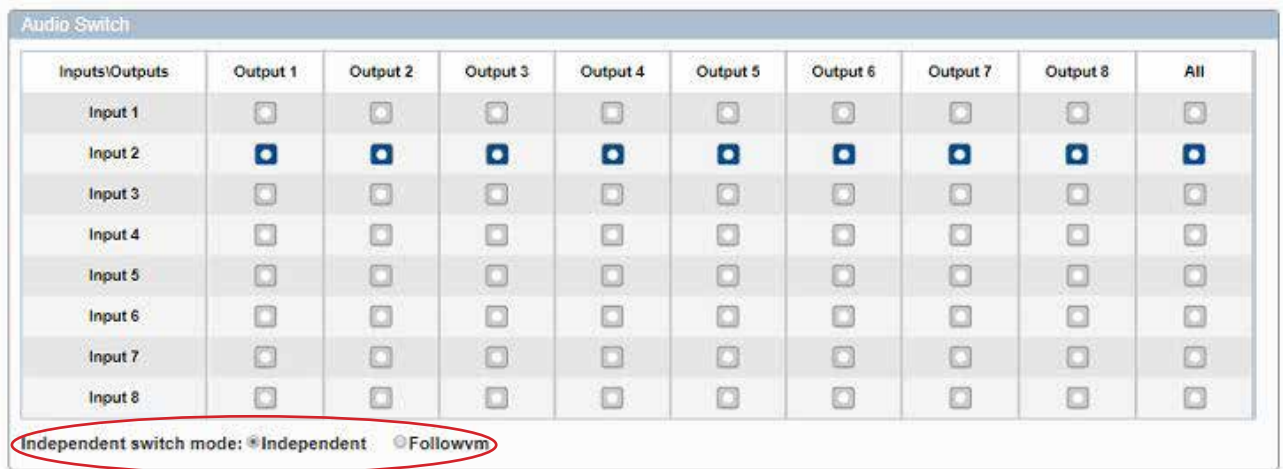 Audio Switch
Inputs\Outputs Output 1 Output 2 Output 3 Output 4 Output 5 Output 6 Output 7 Output 8 All
Input 1
Input 2
Input 3
Input 4
Input 5
Input 6
Input 7
Input 8
Independent switch mode: Independent Followvm